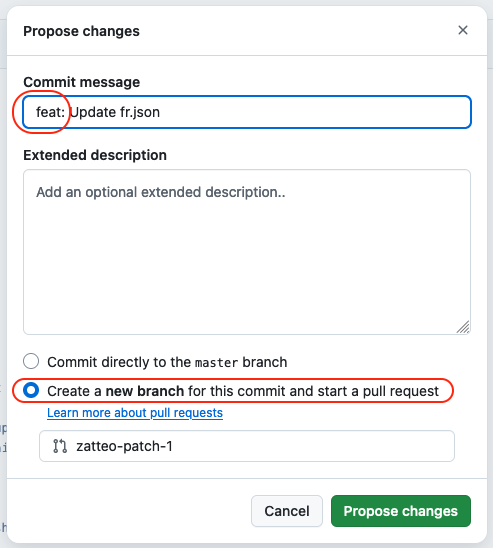 Propose changes
Commit message
feat: Update fr.json
Extended description
Add an optional extended description..
Commit directly to the master branch
Create a new branch for this commit and start a pull request
Learn more about pull requests
zatteo-patch-1
Cancel
Propose changes